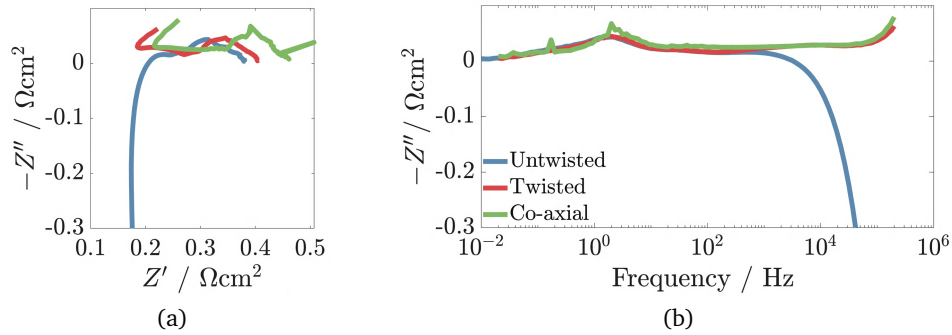 0
-0.1
-0.2
-0.3
−Z″ / Ωcm²
0.1 0.2 0.3 0.4 0.5
Z′ / Ωcm²
(a)
0
-0.1
-0.2
-0.3
−Z″/ Ωcm²
Untwisted
Twisted
Co-axial
10⁻² 10⁰ 10² 10⁴ 10⁶
Frequency / Hz
(b)